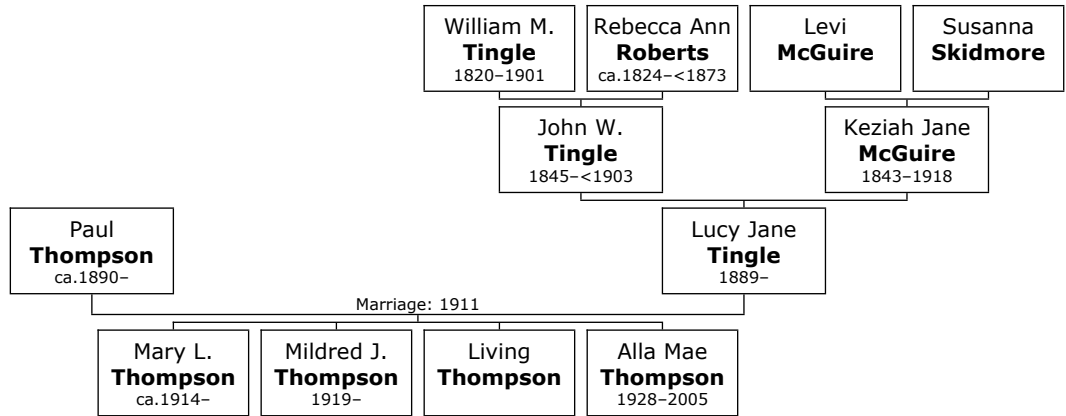 William M.
Tingle
1820–1901
Rebecca Ann
Roberts
ca.1824–<1873
Levi
McGuire
Susanna
Skidmore
John W.
Tingle
1845–<1903
Keziah Jane
McGuire
1843–1918
Paul
Thompson
ca.1890–
Lucy Jane
Tingle
1889–
Marriage: 1911
Mary L.
Thompson
ca.1914–
Mildred J.
Thompson
1919–
Living
Thompson
Alla Mae
Thompson
1928–2005